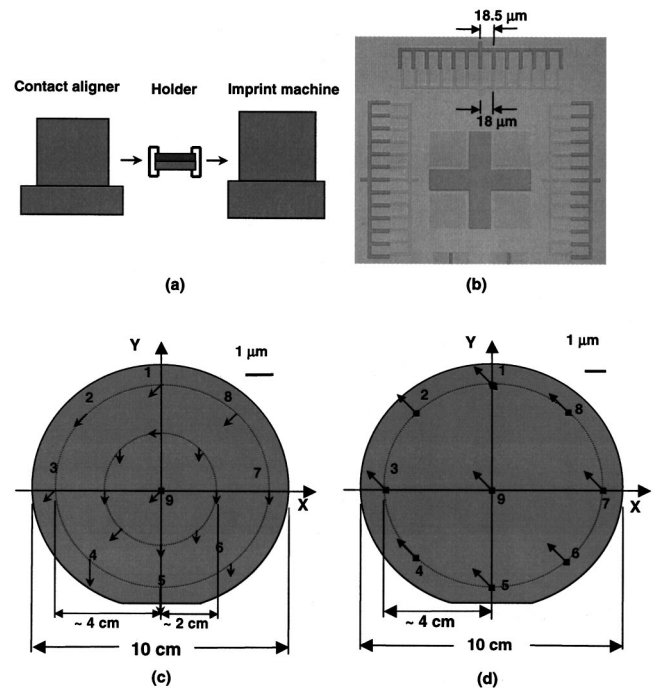 Contact aligner
Holder
Imprint machine
(a)
18.5 μm
18 μm
(b)
Y
1 μm
1
2
8
3
7
9
X
4
6
5
~ 4 cm
~ 2 cm
10 cm
(c)
Y
1 μm
1
2
8
3
9
7
X
4
6
5
~ 4 cm
10 cm
(d)